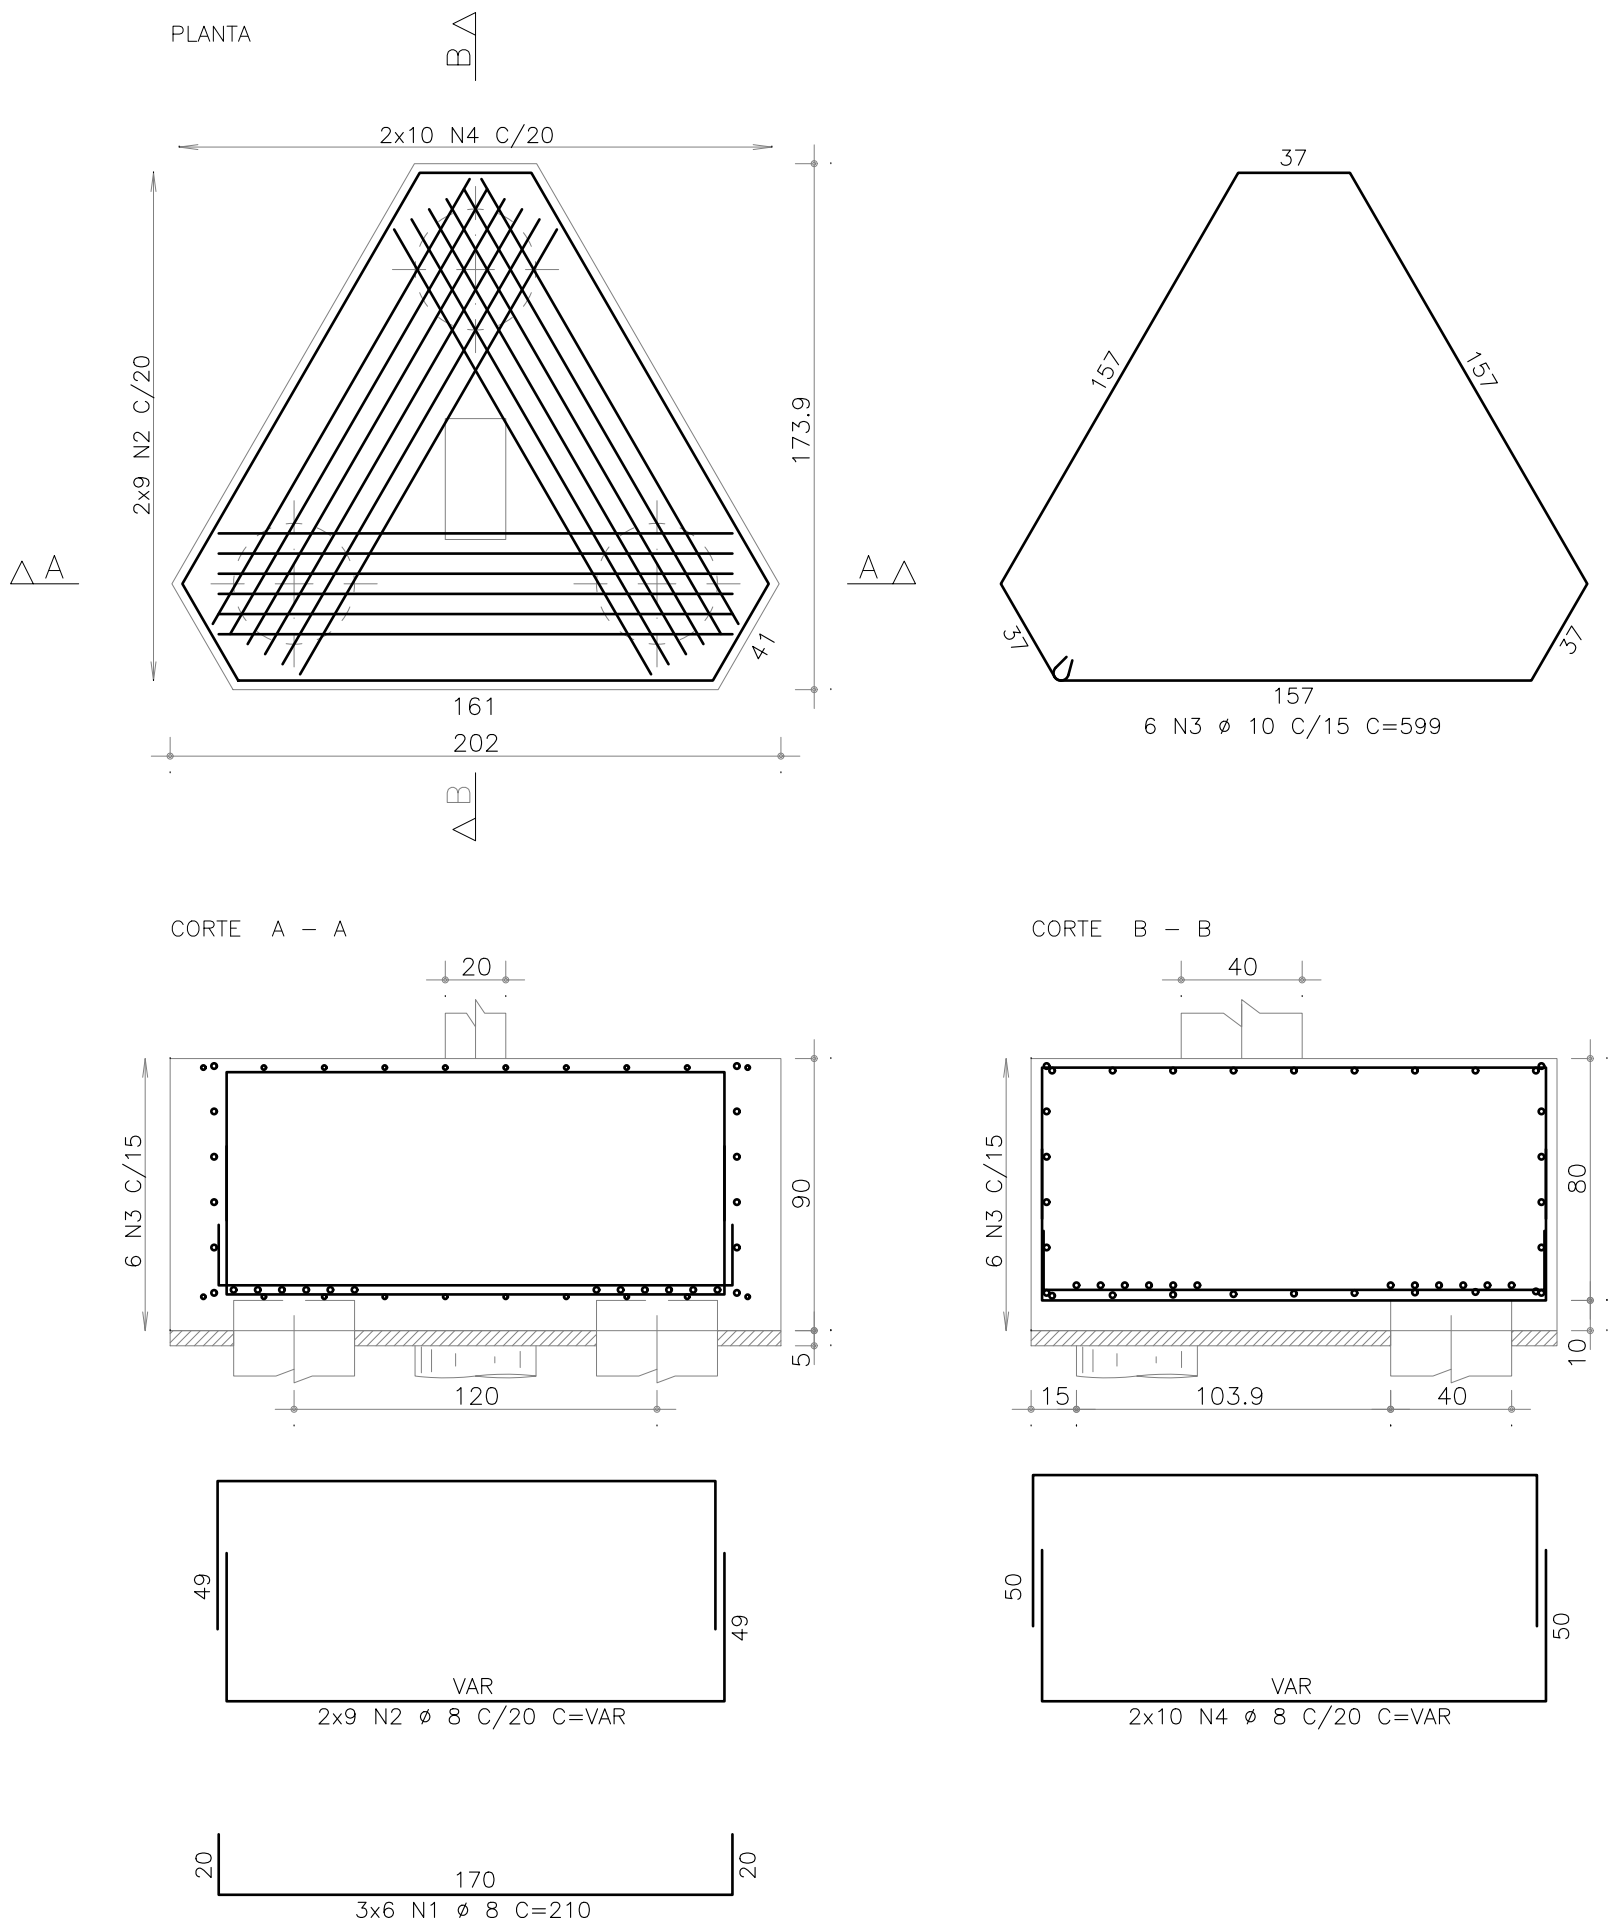 PLANTA
B
2x10 N4 C/20
2x9 N2 C/20
173.9
A
A
41
161
202
B
37
157
157
37
37
157
6 N3 ø 10 C/15 C=599
CORTE A - A
20
6 N3 C/15
90
5
120
CORTE B - B
40
6 N3 C/15
80
10
15
103.9
40
49
49
VAR
2x9 N2 ø 8 C/20 C=VAR
50
50
VAR
2x10 N4 ø 8 C/20 C=VAR
20
20
170
3x6 N1 ø 8 C=210